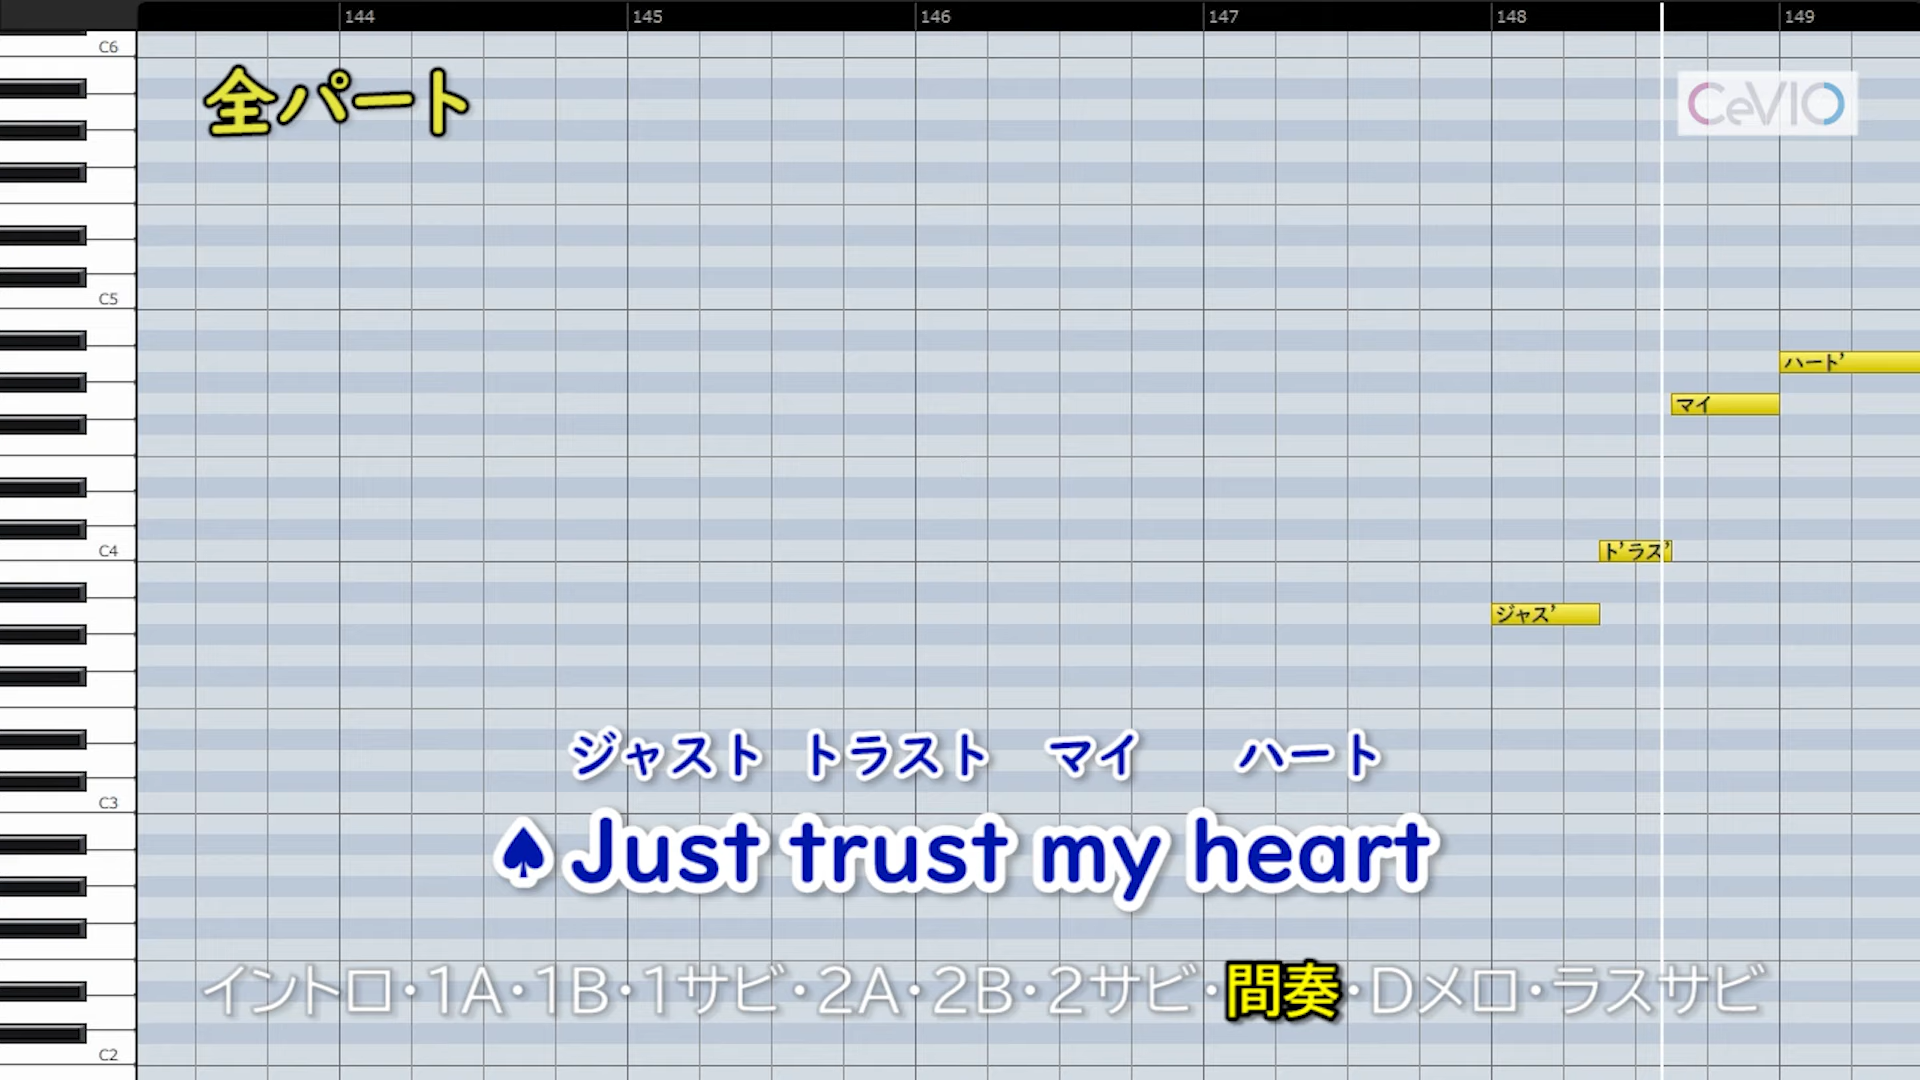 144 145 146 147 148 149
C6
全パート
CeVIO
C5
ハート’
マイ
C4
ト’ラス’
ジャス’
ジャスト トラスト マイ ハート
C3
♠Just trust my heart
イントロ・1A・1B・1サビ・2A・2B・2サビ・間奏・Dメロ・ラスサビ
C2